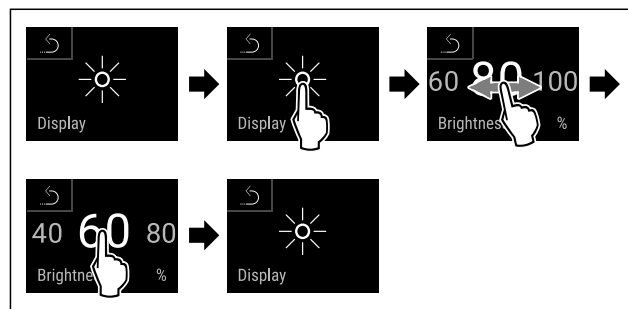 Display
Display
60 80 100
Brightnes %
40 60 80
Brightne %
Display